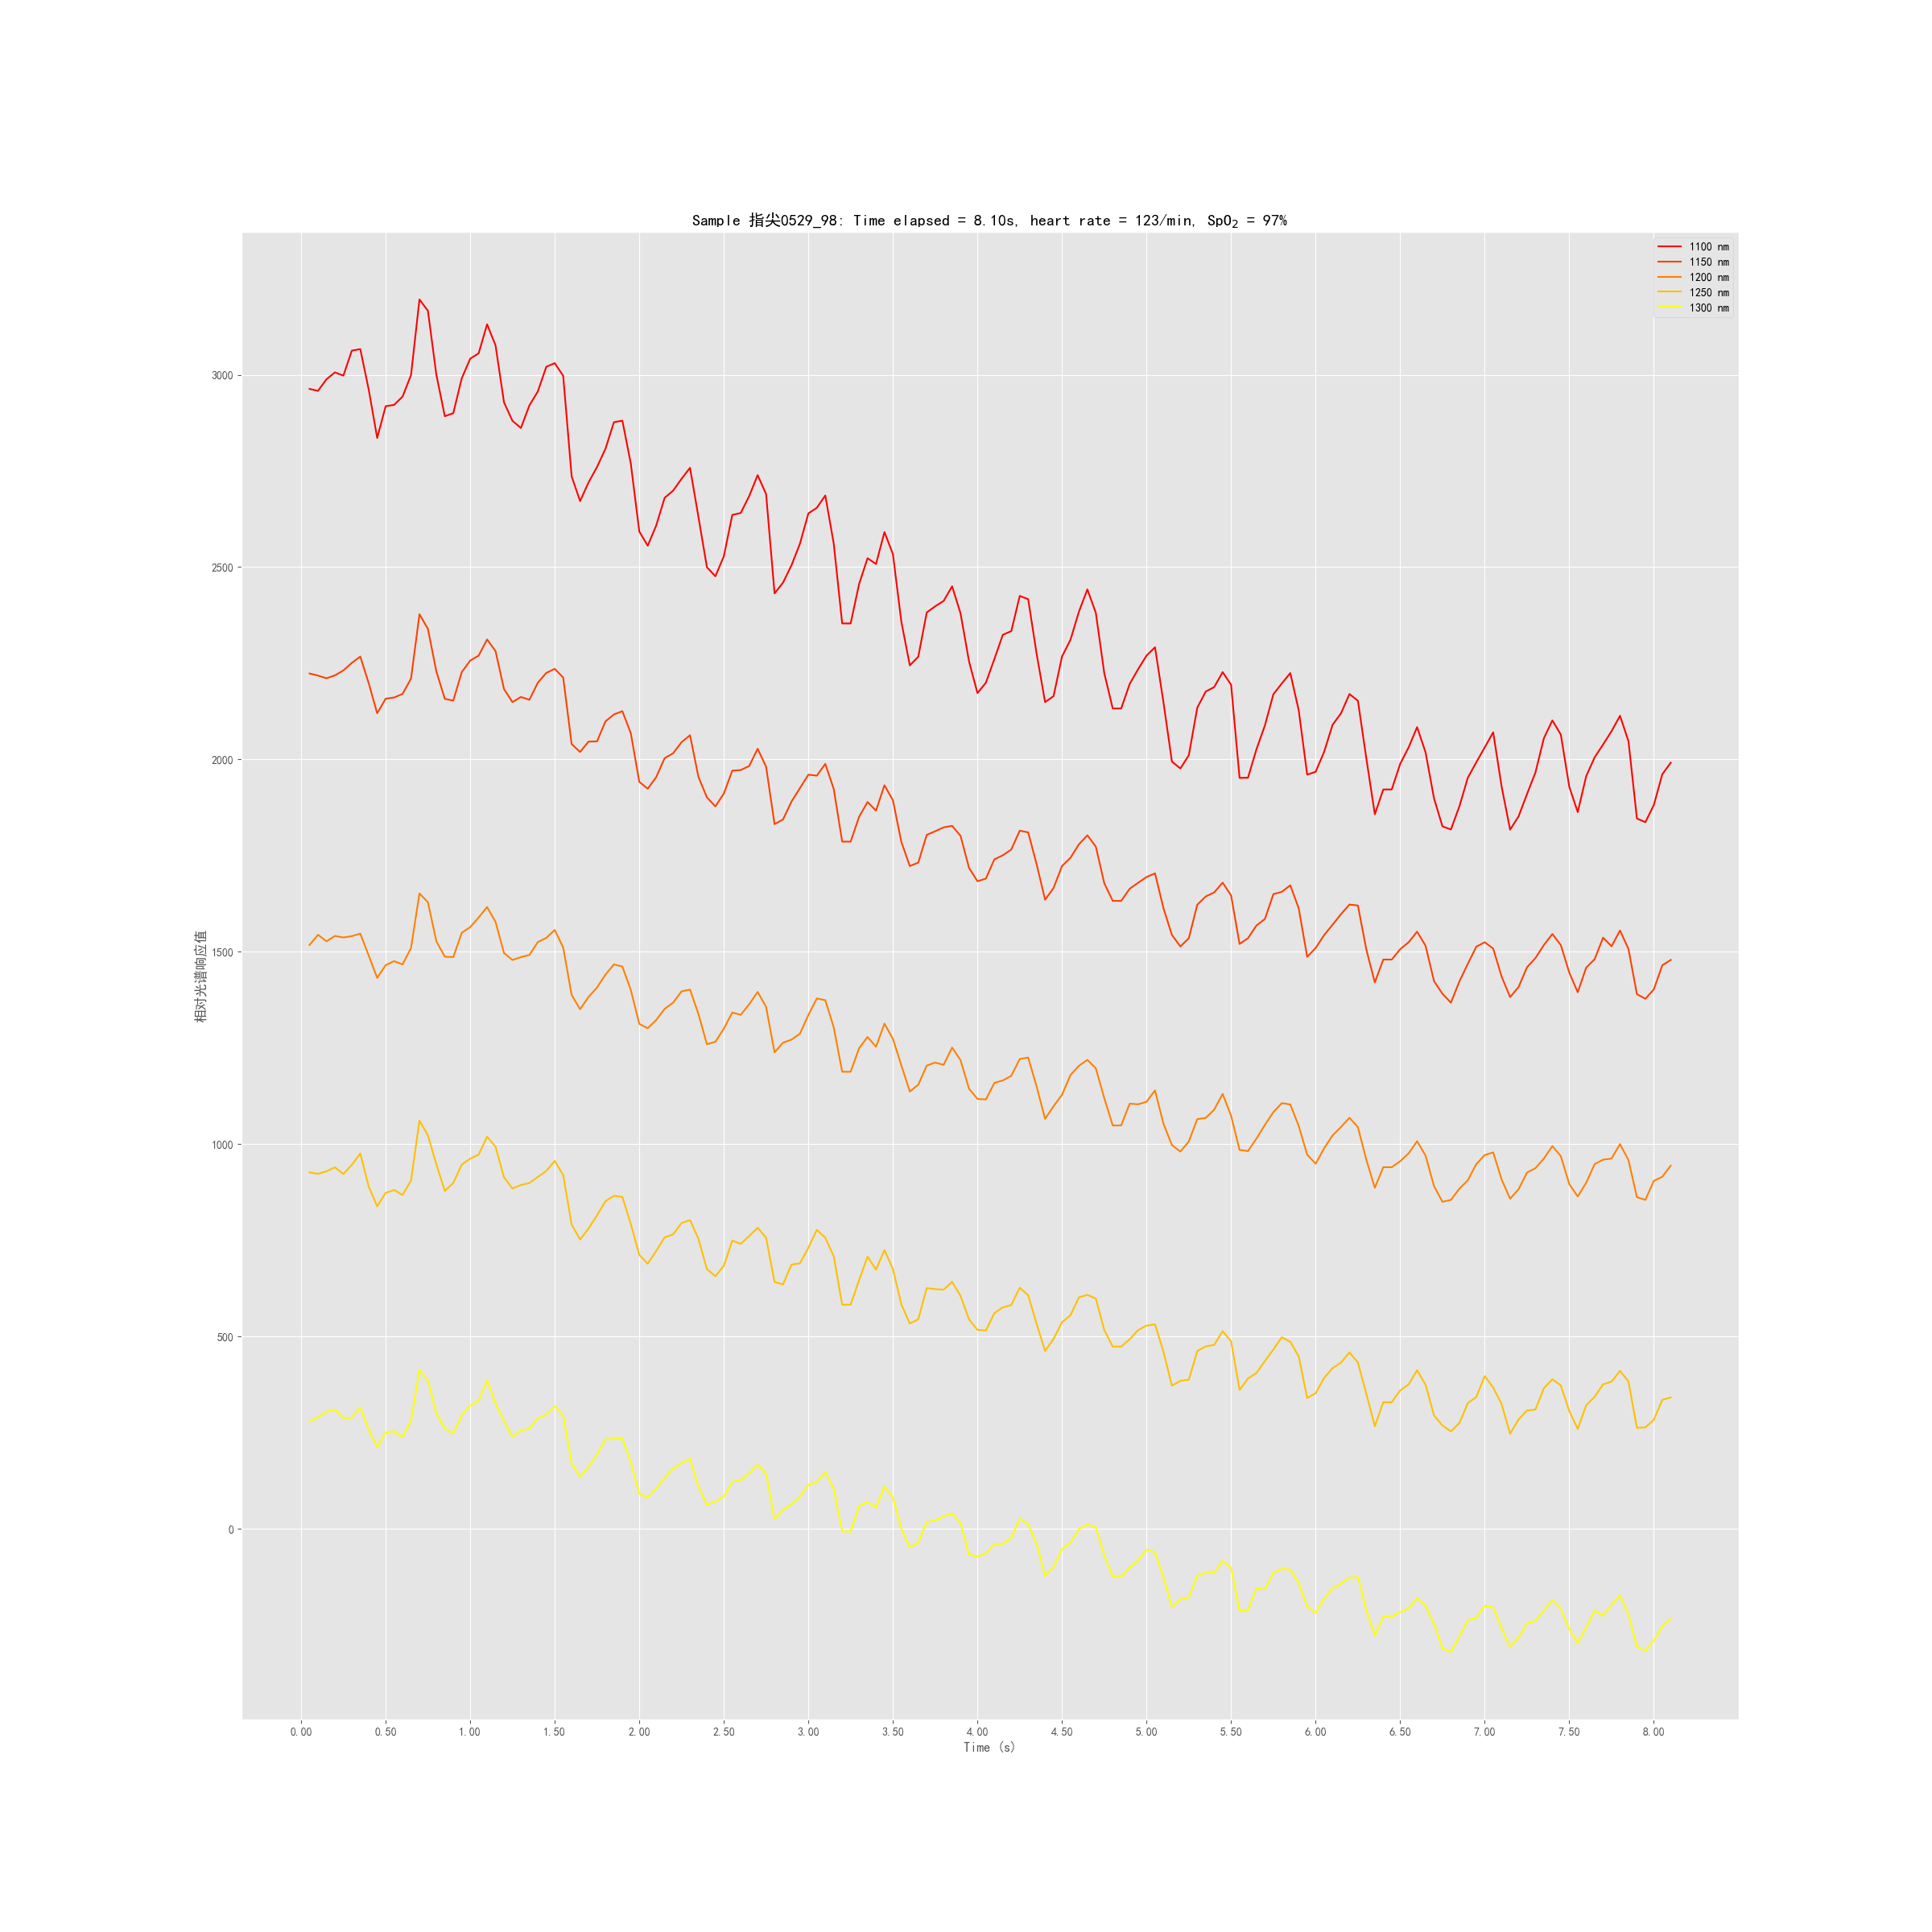 Sample 指尖0529_98: Time elapsed = 8.10s, heart rate = 123/min, SpO₂ = 97%
1100 nm
1150 nm
1200 nm
1250 nm
1300 nm
相对光谱响应值
3000
2500
2000
1500
1000
500
0
0.00 0.50 1.00 1.50 2.00 2.50 3.00 3.50 4.00 4.50 5.00 5.50 6.00 6.50 7.00 7.50 8.00
Time (s)